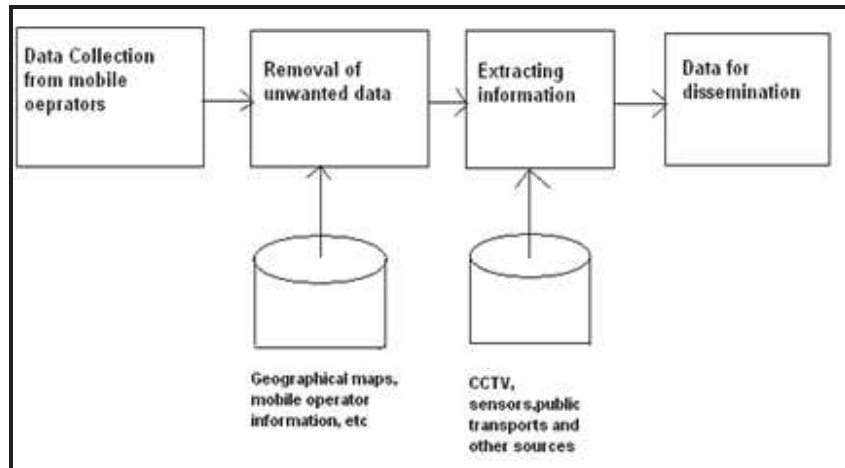 Data Collection
from mobile
oeprators
Removal of
unwanted data
Extracting
information
Data for
dissemination
Geographical maps,
mobile operator
information, etc
CCTV,
sensors,public
transports and
other sources